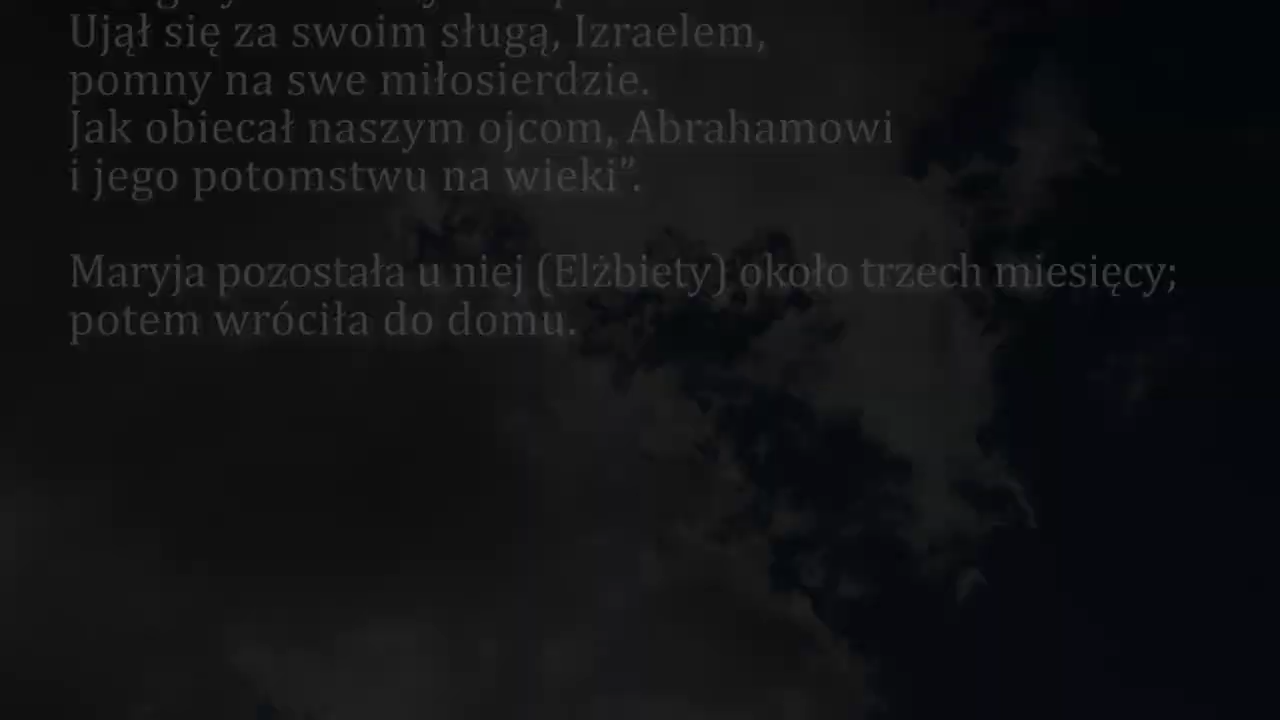 Ujął się za swoim sługą, Izraelem,
pomny na swe miłosierdzie.
Jak obiecał naszym ojcom, Abrahamowi
i jego potomstwu na wieki”.
Maryja pozostała u niej (Elżbiety) około trzech miesięcy;
potem wróciła do domu.